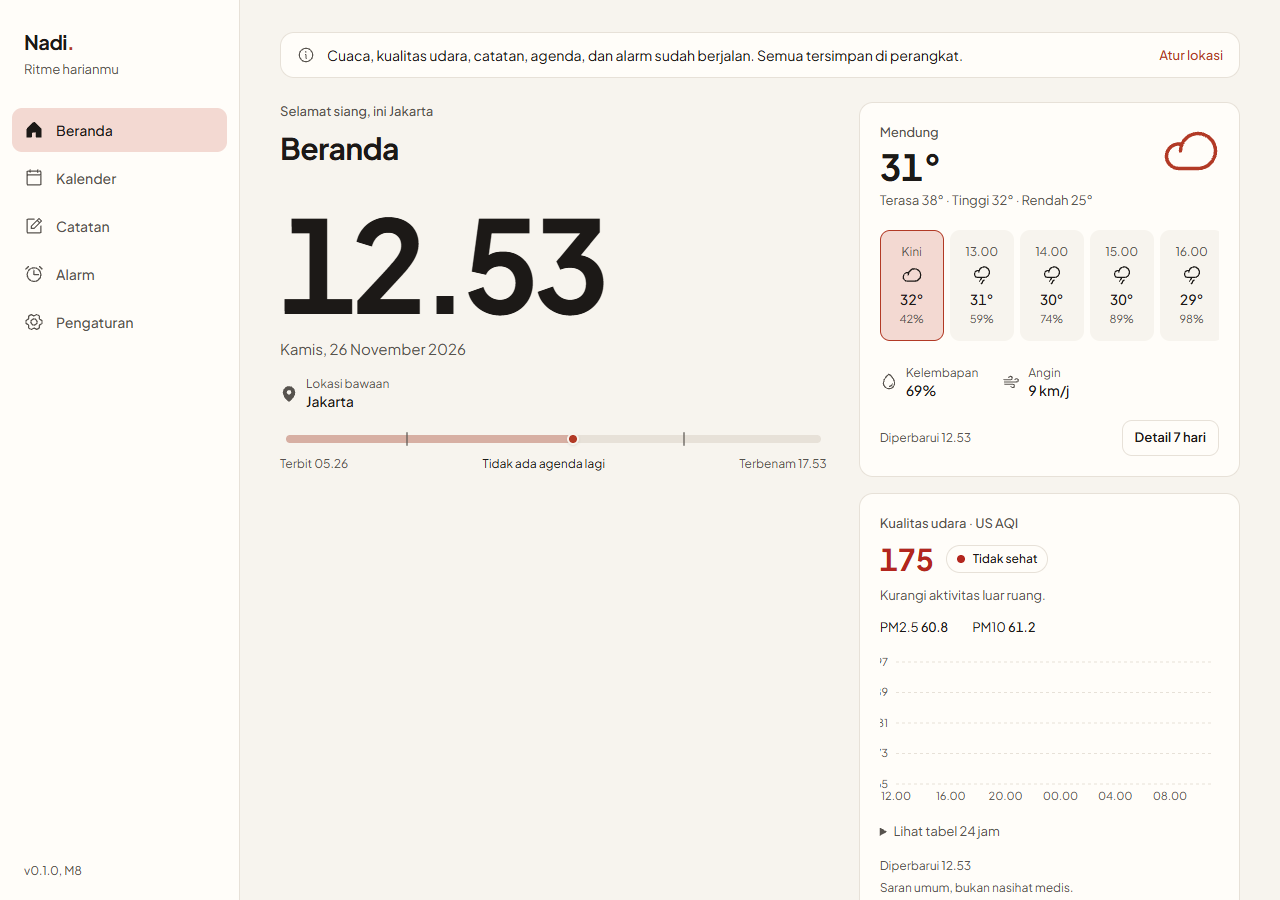 Nadi.
Ritme harianmu
Beranda
Kalender
Catatan
Alarm
Pengaturan
v0.1.0, M8
Cuaca, kualitas udara, catatan, agenda, dan alarm sudah berjalan. Semua tersimpan di perangkat.
Atur lokasi
Selamat siang, ini Jakarta
Beranda
12.53
Kamis, 26 November 2026
Lokasi bawaan
Jakarta
Terbit 05.26
Tidak ada agenda lagi
Terbenam 17.53
Mendung
31°
Terasa 38° · Tinggi 32° · Rendah 25°
Kini 13.00 14.00 15.00 16.00
32° 31° 30° 30° 29°
42% 59% 74% 89% 98%
Kelembapan
69%
Angin
9 km/j
Diperbarui 12.53
Detail 7 hari
Kualitas udara · US AQI
175
Tidak sehat
Kurangi aktivitas luar ruang.
PM2.5 60.8 PM10 61.2
12.00 16.00 20.00 00.00 04.00 08.00
Lihat tabel 24 jam
Diperbarui 12.53
Saran umum, bukan nasihat medis.